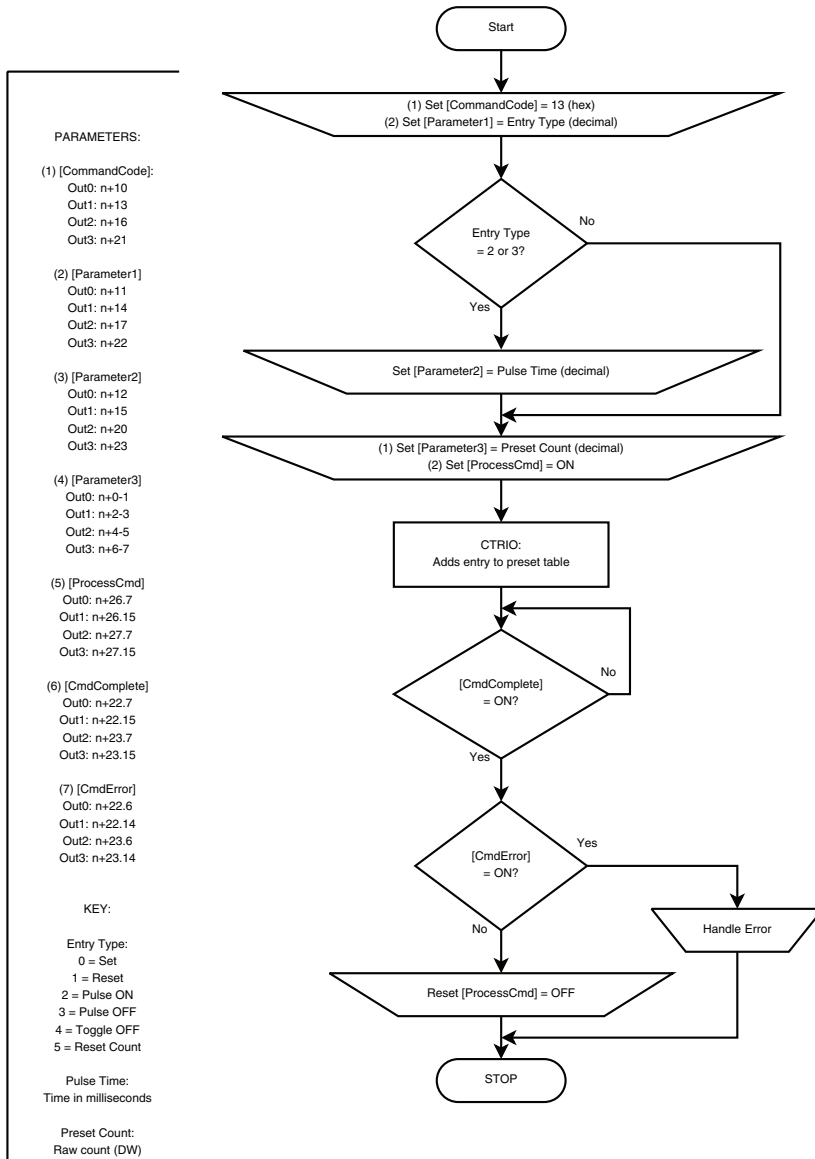 Start
(1) Set [CommandCode] = 13 (hex)
(2) Set [Parameter1] = Entry Type (decimal)
Entry Type
= 2 or 3?
No
Yes
Set [Parameter2] = Pulse Time (decimal)
(1) Set [Parameter3] = Preset Count (decimal)
(2) Set [ProcessCmd] = ON
CTRIO:
Adds entry to preset table
[CmdComplete]
= ON?
No
Yes
[CmdError]
= ON?
Yes
No
Handle Error
Reset [ProcessCmd] = OFF
STOP
PARAMETERS:
(1) [CommandCode]:
Out0: n+10
Out1: n+13
Out2: n+16
Out3: n+21
(2) [Parameter1]
Out0: n+11
Out1: n+14
Out2: n+17
Out3: n+22
(3) [Parameter2]
Out0: n+12
Out1: n+15
Out2: n+20
Out3: n+23
(4) [Parameter3]
Out0: n+0-1
Out1: n+2-3
Out2: n+4-5
Out3: n+6-7
(5) [ProcessCmd]
Out0: n+26.7
Out1: n+26.15
Out2: n+27.7
Out3: n+27.15
(6) [CmdComplete]
Out0: n+22.7
Out1: n+22.15
Out2: n+23.7
Out3: n+23.15
(7) [CmdError]
Out0: n+22.6
Out1: n+22.14
Out2: n+23.6
Out3: n+23.14
KEY:
Entry Type:
0 = Set
1 = Reset
2 = Pulse ON
3 = Pulse OFF
4 = Toggle OFF
5 = Reset Count
Pulse Time:
Time in milliseconds
Preset Count:
Raw count (DW)